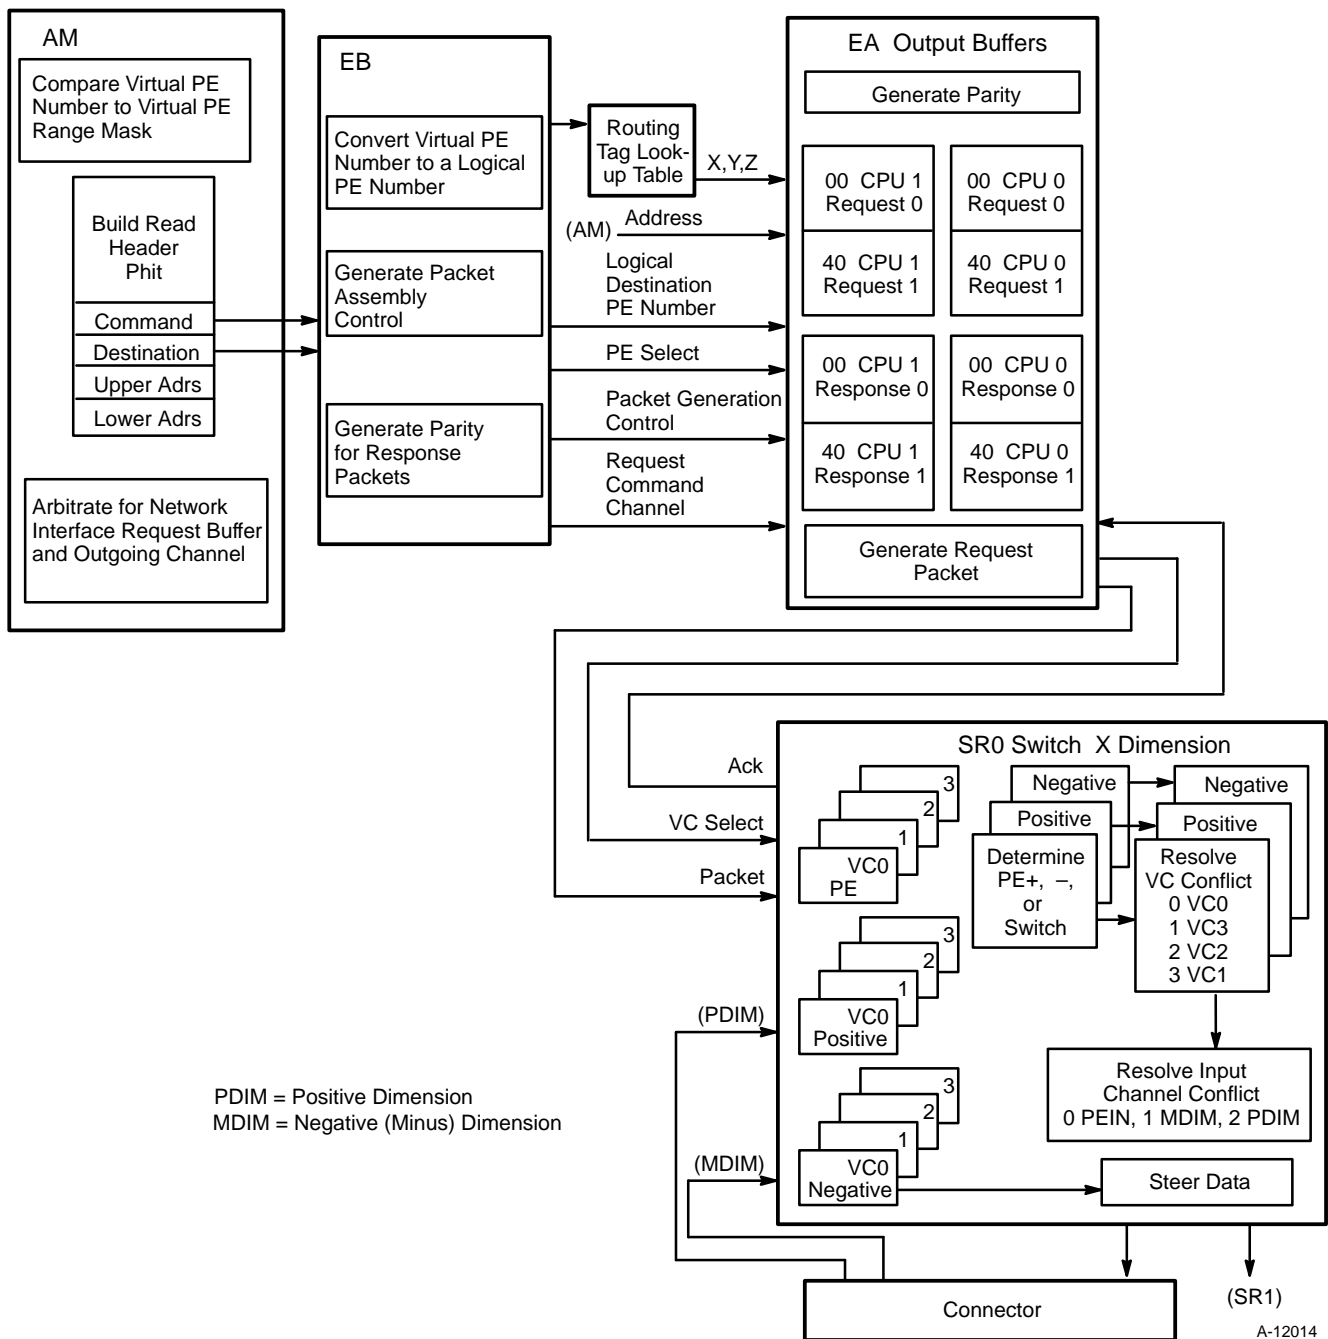 AM
Compare Virtual PE
Number to Virtual PE
Range Mask
Build Read
Header
Phit
Command
Destination
Upper Adrs
Lower Adrs
Arbitrate for Network
Interface Request Buffer
and Outgoing Channel
EB
Convert Virtual PE
Number to a Logical
PE Number
Generate Packet
Assembly
Control
Generate Parity
for Response
Packets
Routing
Tag Look-
up Table
X,Y,Z
(AM)
Address
Logical
Destination
PE Number
PE Select
Packet Generation
Control
Request
Command
Channel
EA Output Buffers
Generate Parity
00 CPU 1
Request 0
00 CPU 0
Request 0
40 CPU 1
Request 1
40 CPU 0
Request 1
00 CPU 1
Response 0
00 CPU 0
Response 0
40 CPU 1
Response 1
40 CPU 0
Response 1
Generate Request
Packet
Ack
VC Select
Packet
(PDIM)
(MDIM)
SR0 Switch X Dimension
3
2
1
VC0
PE
3
2
1
VC0
Positive
3
2
1
VC0
Negative
Negative
Positive
Determine
PE+, –,
or
Switch
Negative
Positive
Resolve
VC Conflict
0 VC0
1 VC3
2 VC2
3 VC1
Resolve Input
Channel Conflict
0 PEIN, 1 MDIM, 2 PDIM
Steer Data
PDIM = Positive Dimension
MDIM = Negative (Minus) Dimension
Connector
(SR1)
A-12014